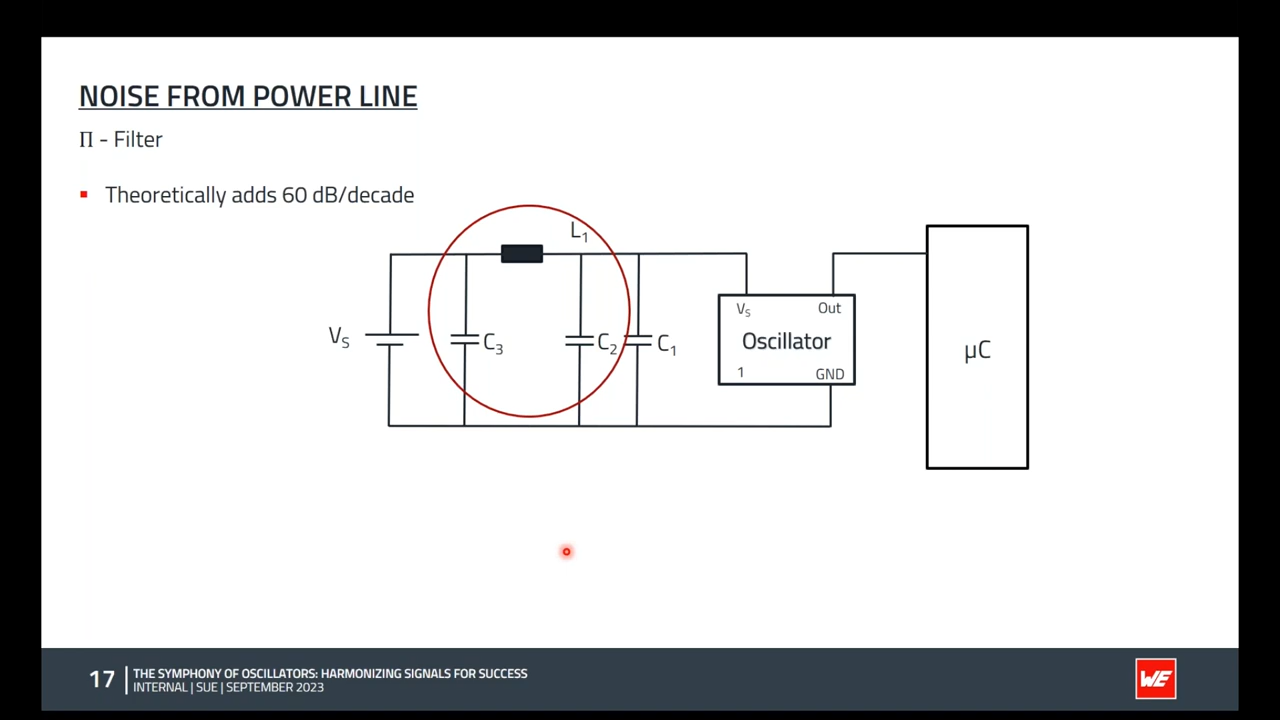 NOISE FROM POWER LINE
Π - Filter
▪ Theoretically adds 60 dB/decade
L1
VS
C3
C2
C1
VS
Out
Oscillator
1
GND
µC
17
THE SYMPHONY OF OSCILLATORS: HARMONIZING SIGNALS FOR SUCCESS
INTERNAL | SUE | SEPTEMBER 2023
WE